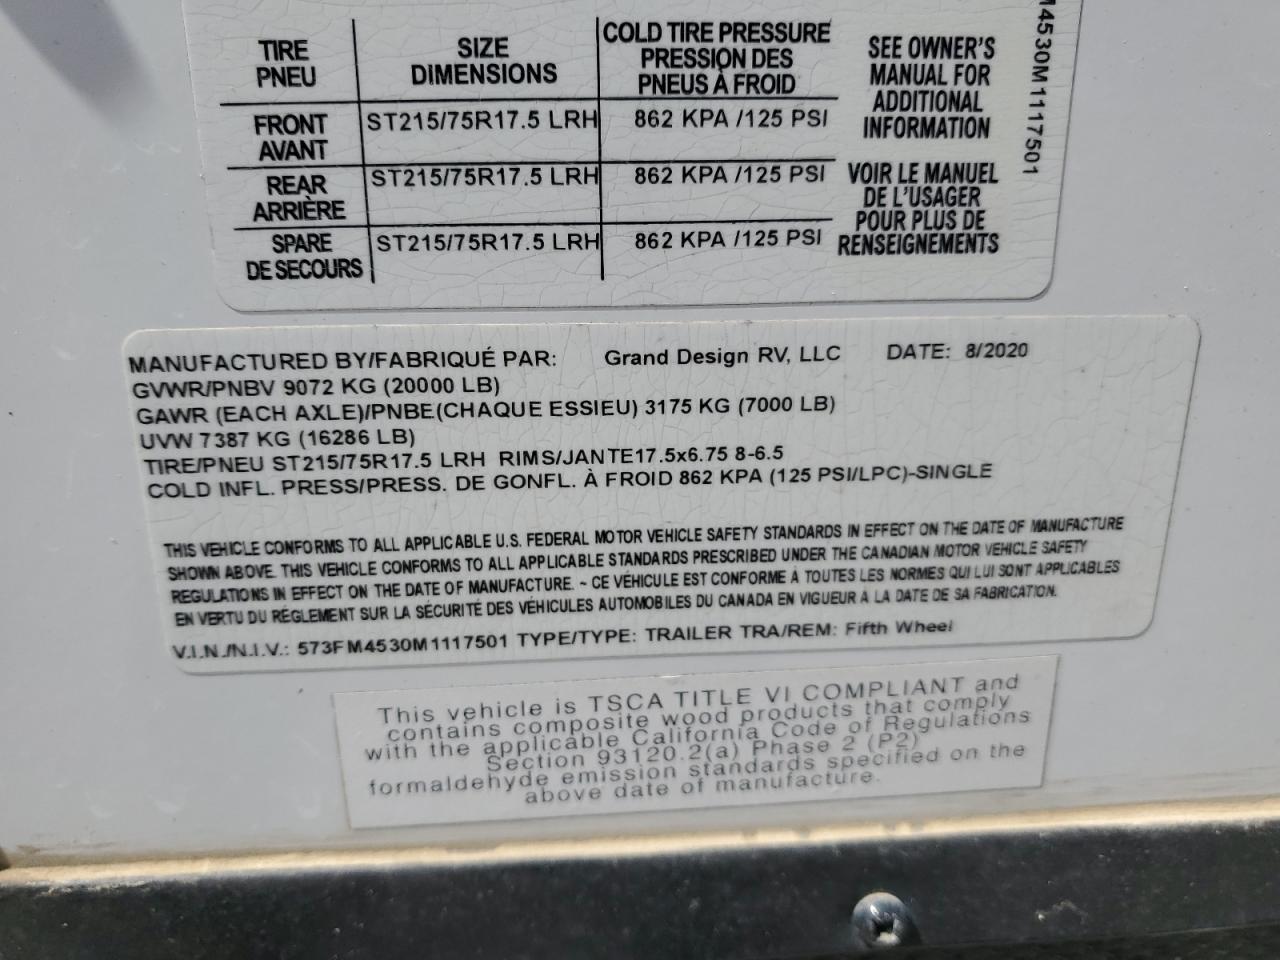 TIRE PNEU SIZE DIMENSIONS COLD TIRE PRESSURE PRESSION DES PNEUS À FROID
FRONT AVANT ST215/75R17.5 LRH 862 KPA /125 PSI
REAR ARRIÈRE ST215/75R17.5 LRH 862 KPA /125 PSI
SPARE DE SECOURS ST215/75R17.5 LRH 862 KPA /125 PSI
SEE OWNER'S
MANUAL FOR
ADDITIONAL
INFORMATION
VOIR LE MANUEL
DE L'USAGER
POUR PLUS DE
RENSEIGNEMENTS
4530M1117501
MANUFACTURED BY/FABRIQUÉ PAR: Grand Design RV, LLC DATE: 8/2020
GVWR/PNBV 9072 KG (20000 LB)
GAWR (EACH AXLE)/PNBE(CHAQUE ESSIEU) 3175 KG (7000 LB)
UVW 7387 KG (16286 LB)
TIRE/PNEU ST215/75R17.5 LRH RIMS/JANTE17.5x6.75 8-6.5
COLD INFL. PRESS/PRESS. DE GONFL. À FROID 862 KPA (125 PSI/LPC)-SINGLE
THIS VEHICLE CONFORMS TO ALL APPLICABLE U.S. FEDERAL MOTOR VEHICLE SAFETY STANDARDS IN EFFECT ON THE DATE OF MANUFACTURE
SHOWN ABOVE. THIS VEHICLE CONFORMS TO ALL APPLICABLE STANDARDS PRESCRIBED UNDER THE CANADIAN MOTOR VEHICLE SAFETY
REGULATIONS IN EFFECT ON THE DATE OF MANUFACTURE. ~ CE VÉHICULE EST CONFORME À TOUTES LES NORMES QUI LUI SONT APPLICABLES
EN VERTU DU RÉGLEMENT SUR LA SÉCURITÉ DES VÉHICULES AUTOMOBILES DU CANADA EN VIGUEUR À LA DATE DE SA FABRICATION.
V.I.N./N.I.V.: 573FM4530M1117501 TYPE/TYPE: TRAILER TRA/REM: Fifth Wheel
This vehicle is TSCA TITLE VI COMPLIANT and
contains composite wood products that comply
with the applicable California Code of Regulations
Section 93120.2(a) Phase 2 (P2)
formaldehyde emission standards specified on the
above date of manufacture.